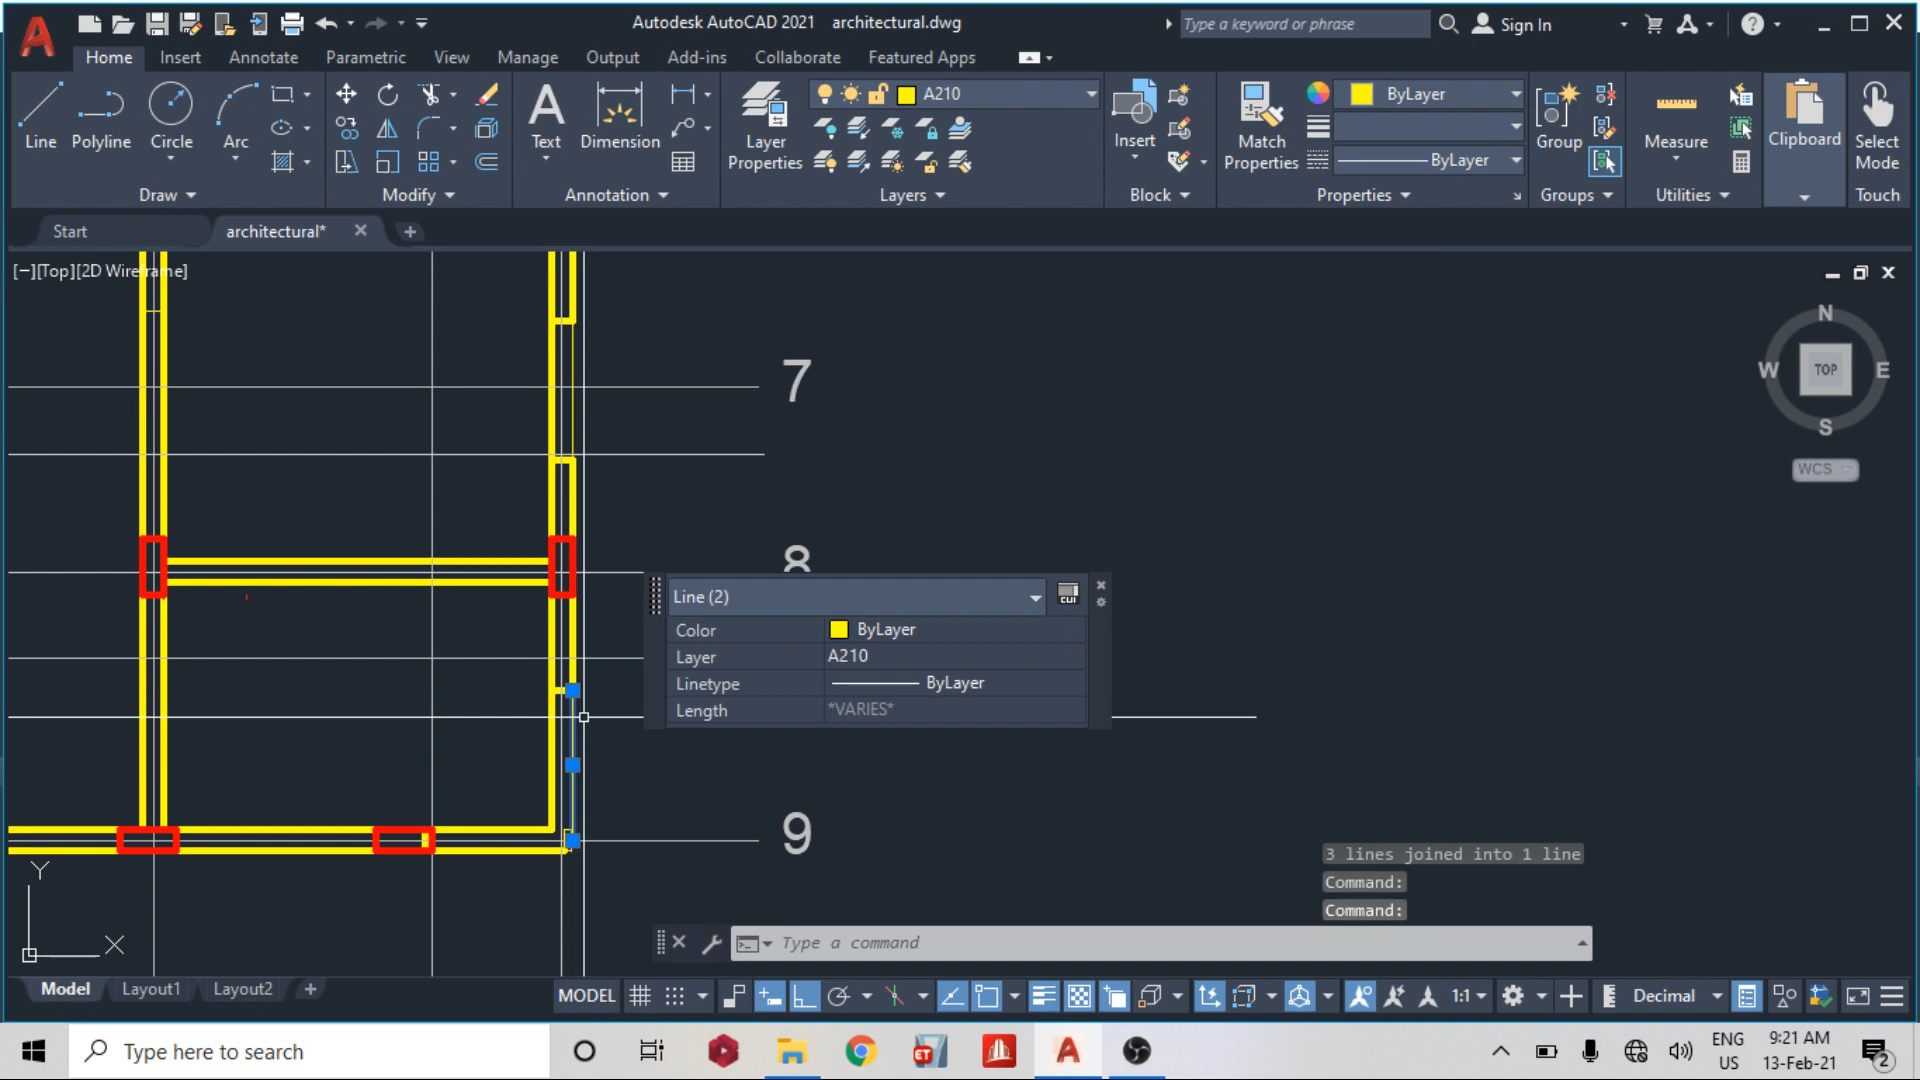 Autodesk AutoCAD 2021 architectural.dwg
Type a keyword or phrase
Sign In
Home Insert Annotate Parametric View Manage Output Add-ins Collaborate Featured Apps
Line Polyline Circle Arc
Text Dimension
Layer Properties
A210
Insert
Match Properties
ByLayer
ByLayer
Group
Measure
Clipboard
Select Mode
Draw Modify Annotation Layers Block Properties Groups Utilities Touch
Start architectural*
[−][Top][2D Wireframe]
N
W TOP E
S
WCS
7
8
9
Line (2)
CUI
Color ByLayer
Layer A210
Linetype ByLayer
Length *VARIES*
3 lines joined into 1 line
Command:
Command:
Y
X
Type a command
Model Layout1 Layout2
MODEL 1:1 Decimal
Type here to search
ET
ENG
US
9:21 AM
13-Feb-21
2